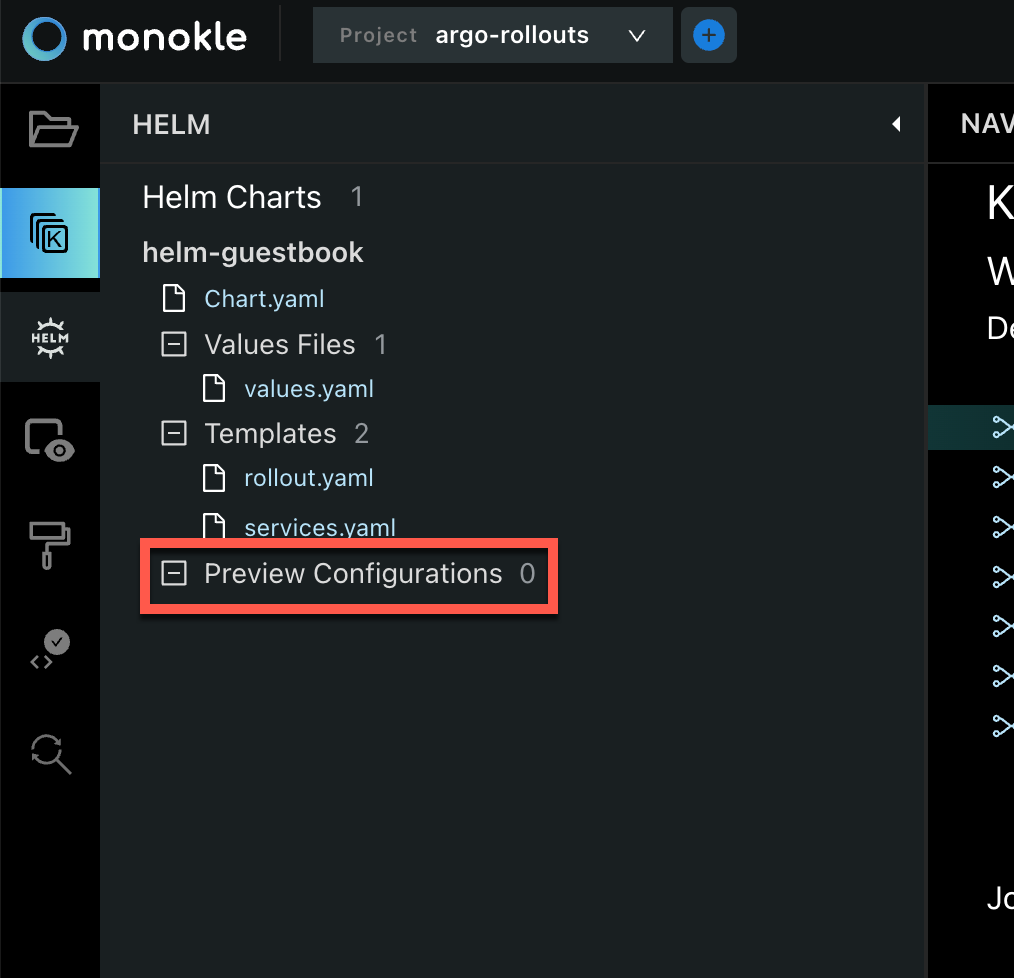 monokle
Project argo-rollouts
HELM
NAV
Helm Charts 1
K
helm-guestbook
W
Chart.yaml
De
Values Files 1
HELM
values.yaml
Templates 2
rollout.yaml
services.yaml
Preview Configurations 0
Jo